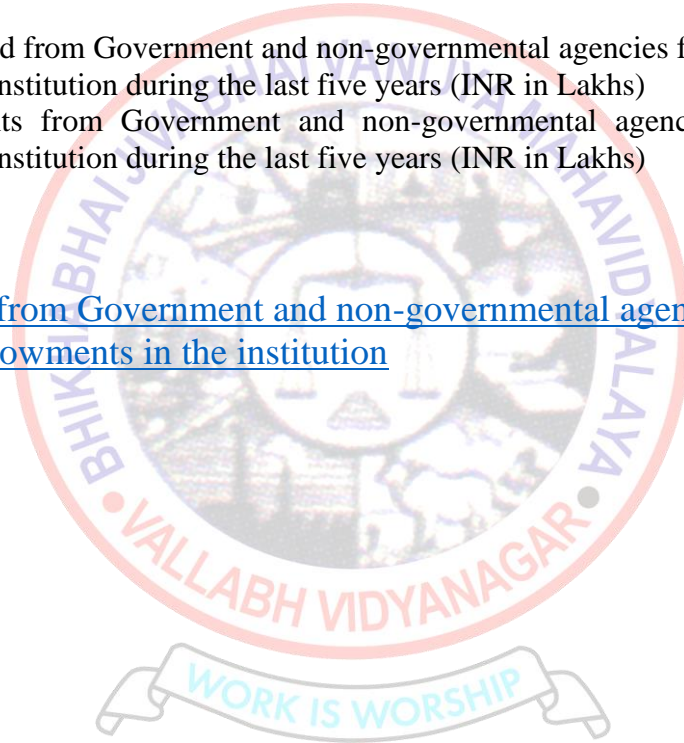 d from Government and non-governmental agencies f
nstitution during the last five years (INR in Lakhs)
ts from Government and non-governmental agenc
nstitution during the last five years (INR in Lakhs)
from Government and non-governmental agen
owments in the institution
BHIKHABHAI JIVABHAI VANIJYA MAHAVIDYALAYA
• VALLABH VIDYANAGAR •
WORK IS WORSHIP